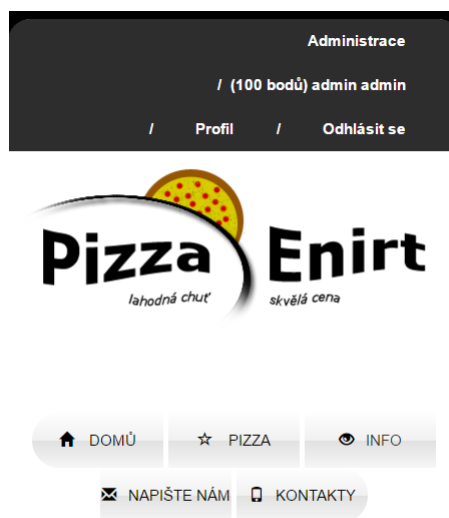 Administrace
/ (100 bodů) admin admin
/ Profil / Odhlásit se
Pizza Enirt
lahodná chuť skvělá cena
DOMŮ PIZZA INFO
NAPIŠTE NÁM KONTAKTY